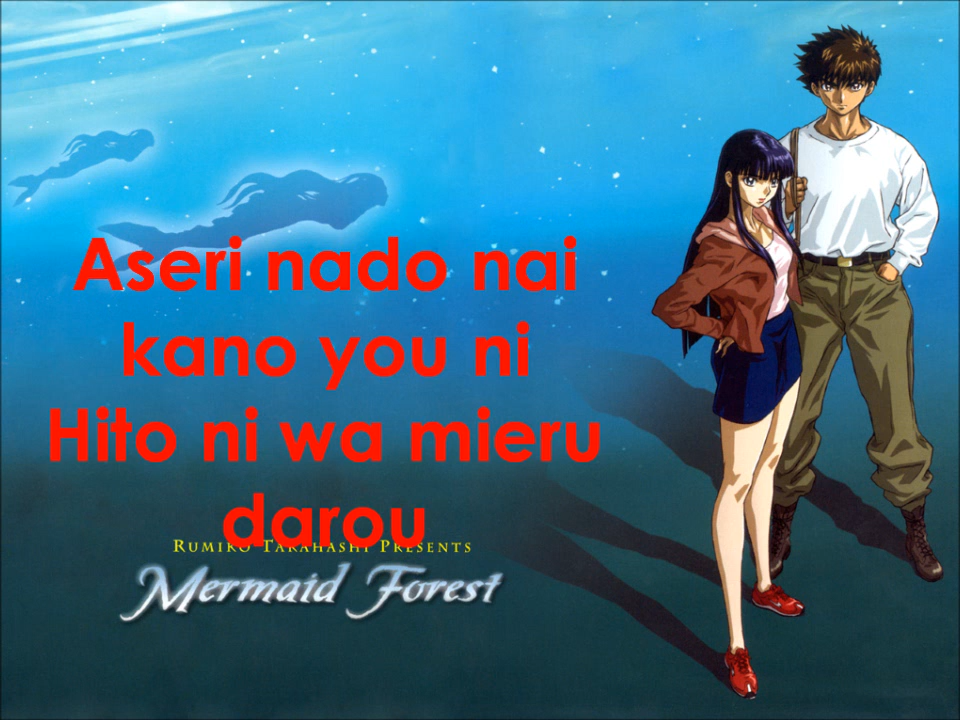 Aseri nado nai
kano you ni
Hito ni wa mieru
darou
RUMIKO TAKAHASHI PRESENTS
Mermaid Forest